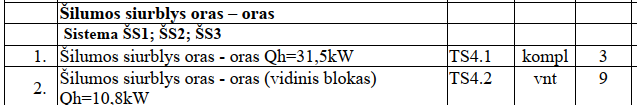 Šilumos siurblys oras – oras
Sistema ŠS1; ŠS2; ŠS3
1. Šilumos siurblys oras - oras Qh=31,5kW TS4.1 kompl 3
2. Šilumos siurblys oras - oras (vidinis blokas) TS4.2 vnt 9
Qh=10,8kW